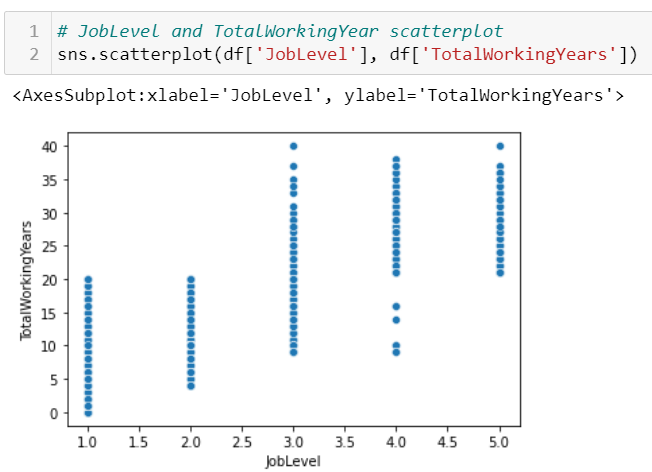 1 # JobLevel and TotalWorkingYear scatterplot
2 sns.scatterplot(df['JobLevel'], df['TotalWorkingYears'])
<AxesSubplot:xlabel='JobLevel', ylabel='TotalWorkingYears'>
TotalWorkingYears
40
35
30
25
20
15
10
5
0
1.0 1.5 2.0 2.5 3.0 3.5 4.0 4.5 5.0
JobLevel